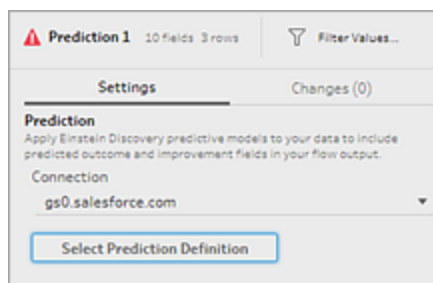 Prediction 1 10 fields 3 rows Filter Values...
Settings Changes (0)
Prediction
Apply Einstein Discovery predictive models to your data to include
predicted outcome and improvement fields in your flow output.
Connection
gs0.salesforce.com
Select Prediction Definition